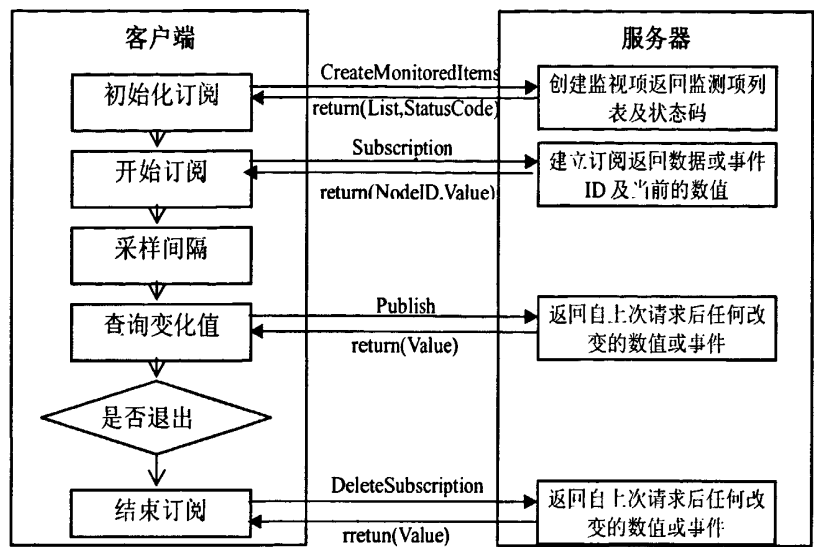 客户端
服务器
初始化订阅
CreateMonitoredItems
return(List,StatusCode)
创建监视项返回监测项列
表及状态码
开始订阅
Subscription
return(NodeID.Value)
建立订阅返回数据或事件
ID 及当前的数值
采样间隔
查询变化值
Publish
return(Value)
返回自上次请求后任何改
变的数值或事件
是否退出
结束订阅
DeleteSubscription
rretun(Value)
返回自上次请求后任何改
变的数值或事件